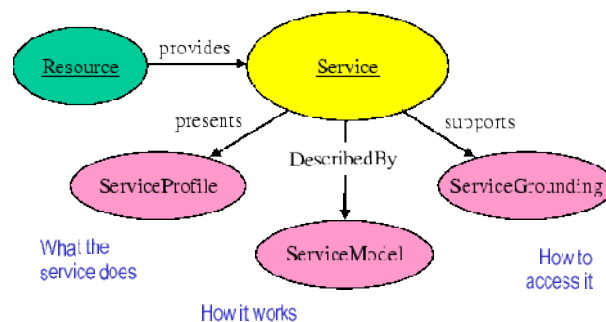 provides
Resource
Service
presents
supports
DescribedBy
ServiceProfile
ServiceGrounding
ServiceModel
What the
service does
How to
access it
How it works